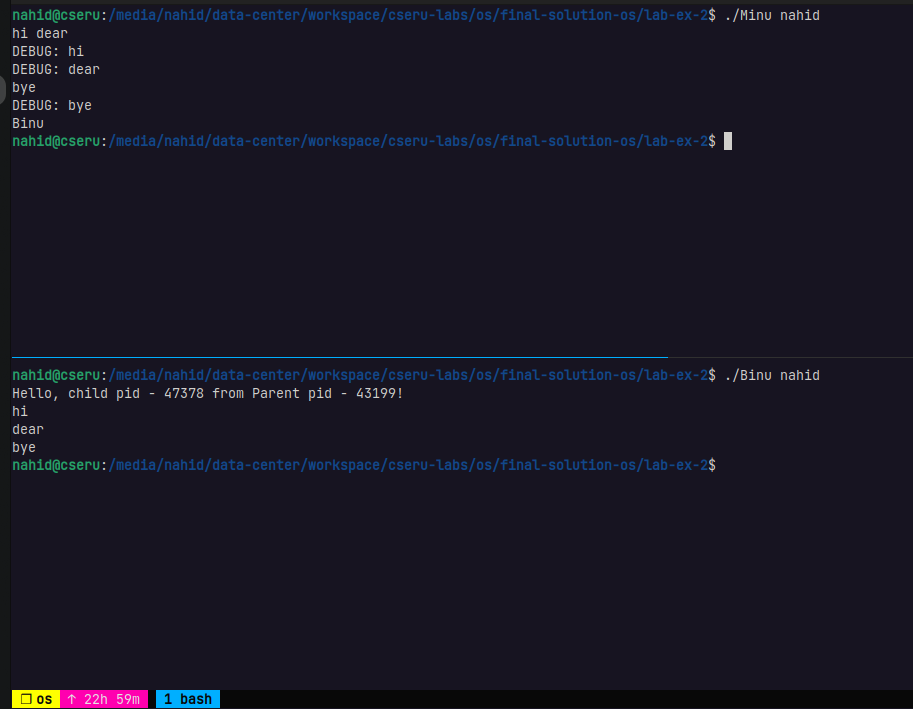 nahid@cseru:/media/nahid/data-center/workspace/cseru-labs/os/final-solution-os/lab-ex-2$ ./Minu nahid
hi dear
DEBUG: hi
DEBUG: dear
bye
DEBUG: bye
Binu
nahid@cseru:/media/nahid/data-center/workspace/cseru-labs/os/final-solution-os/lab-ex-2$
nahid@cseru:/media/nahid/data-center/workspace/cseru-labs/os/final-solution-os/lab-ex-2$ ./Binu nahid
Hello, child pid - 47378 from Parent pid - 43199!
hi
dear
bye
nahid@cseru:/media/nahid/data-center/workspace/cseru-labs/os/final-solution-os/lab-ex-2$
❐ os ↑ 22h 59m 1 bash